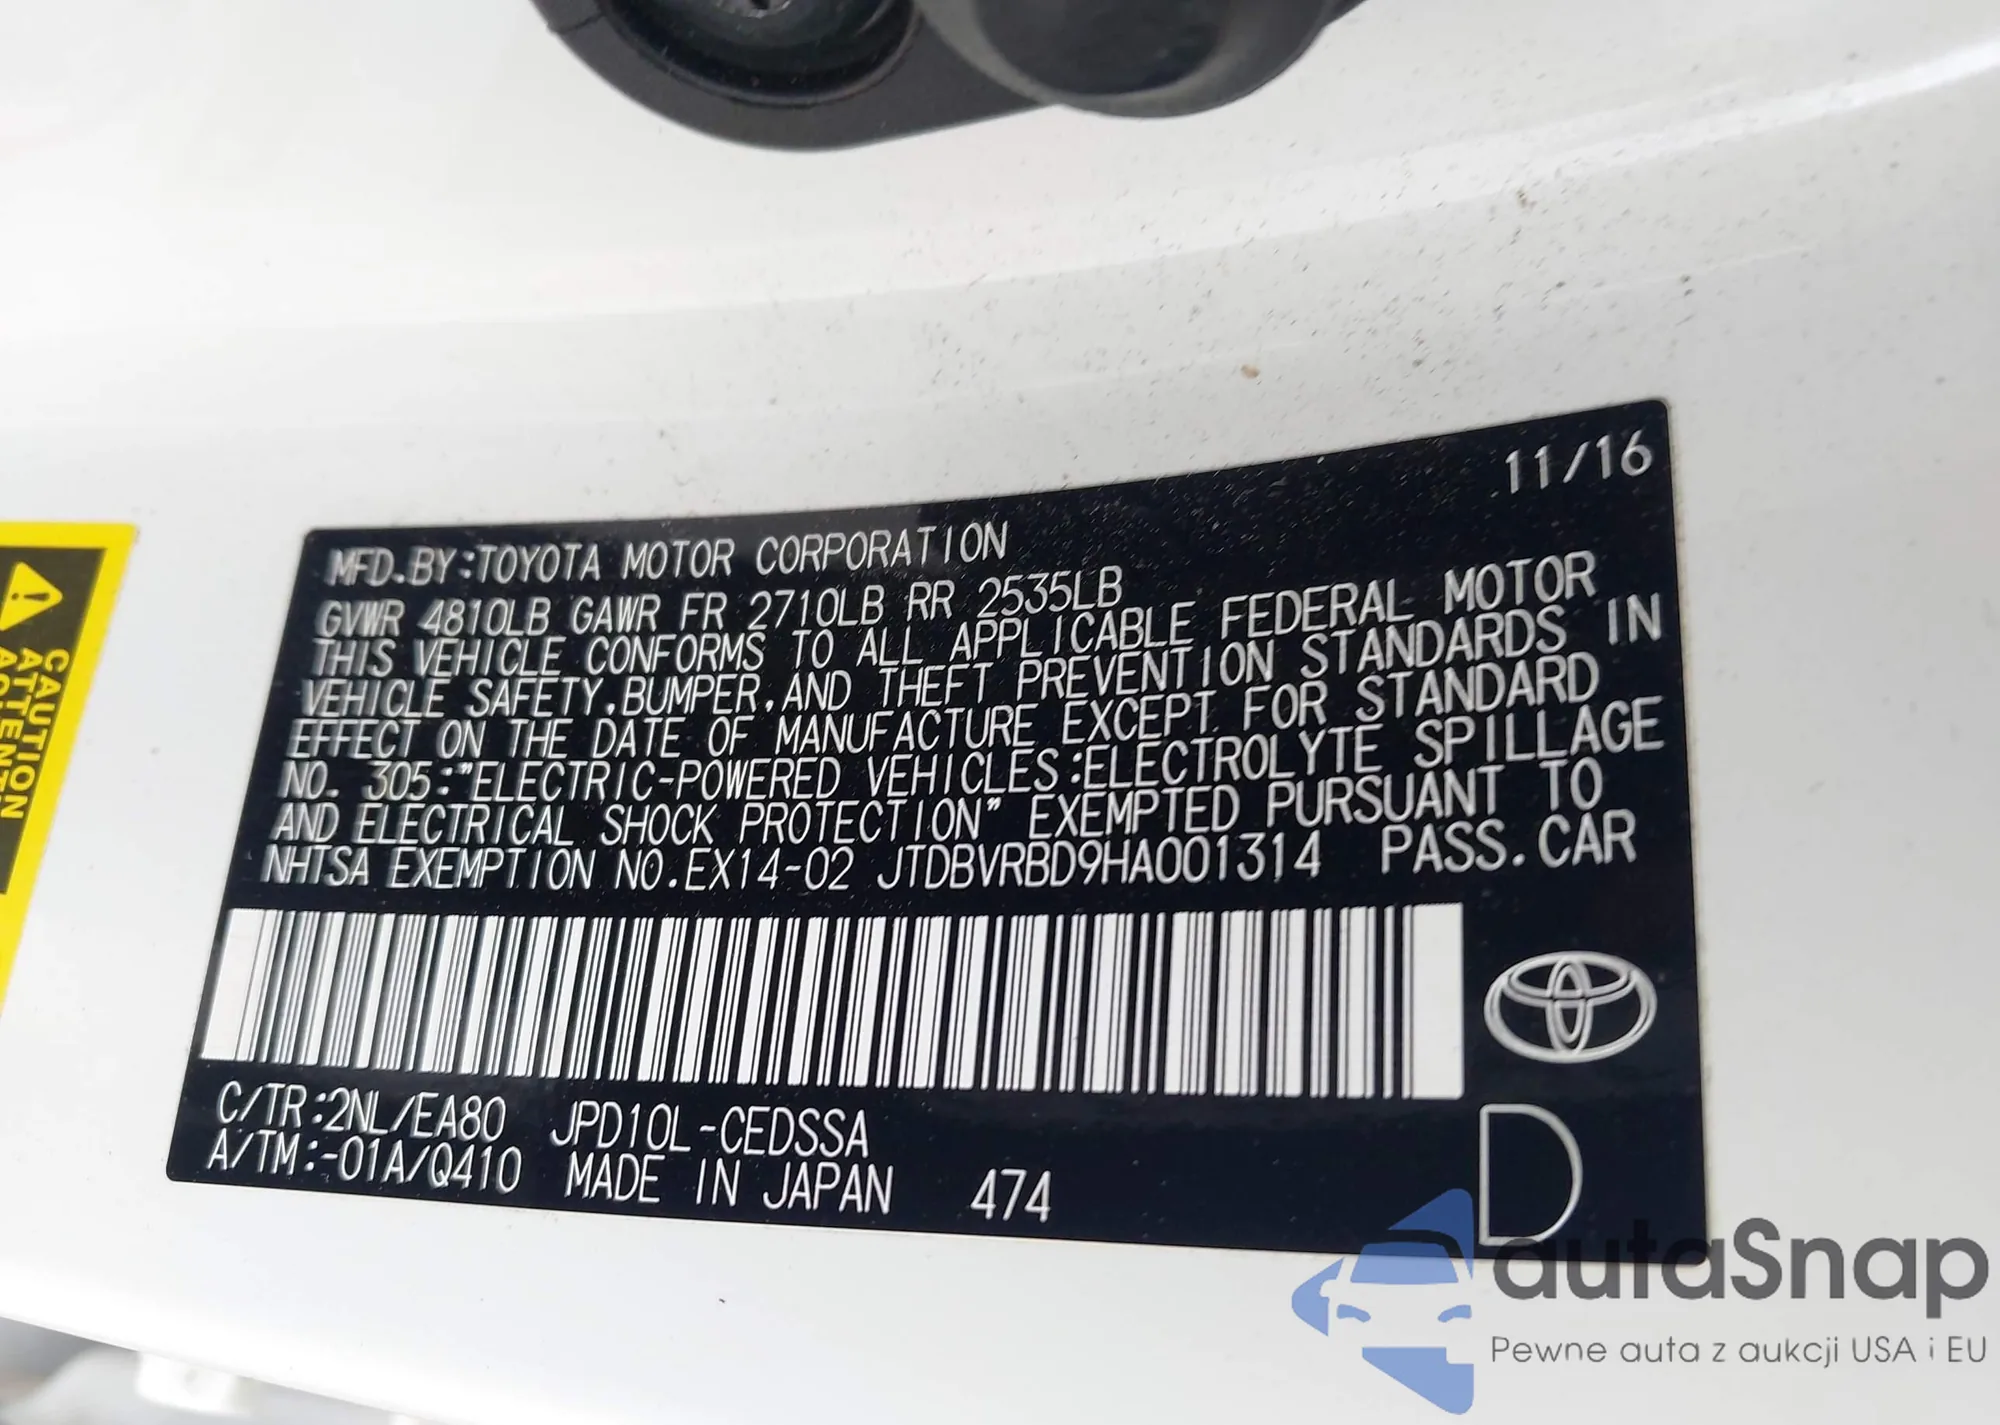 11/16
MFD.BY:TOYOTA MOTOR CORPORATION
GVWR 4810LB GAWR FR 2710LB RR 2535LB
THIS VEHICLE CONFORMS TO ALL APPLICABLE FEDERAL MOTOR
VEHICLE SAFETY,BUMPER,AND THEFT PREVENTION STANDARDS IN
EFFECT ON THE DATE OF MANUFACTURE EXCEPT FOR STANDARD
NO. 305:"ELECTRIC-POWERED VEHICLES:ELECTROLYTE SPILLAGE
AND ELECTRICAL SHOCK PROTECTION" EXEMPTED PURSUANT TO
NHTSA EXEMPTION NO.EX14-02 JTDBVRBD9HA001314 PASS.CAR
C/TR:2NL/EA80 JPD10L-CEDSSA
A/TM:-01A/Q410 MADE IN JAPAN 474
D
CAUTION
autaSnap
Pewne auta z aukcji USA i EU